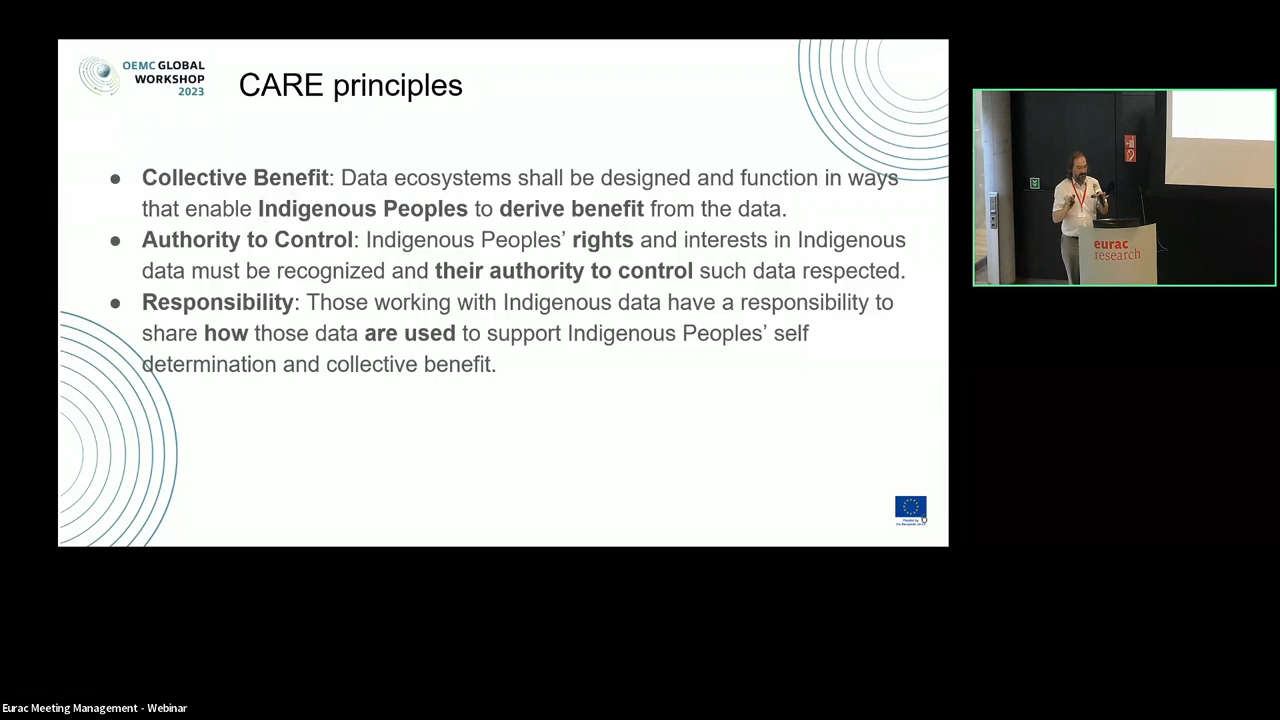 OEMC GLOBAL
WORKSHOP
2023
CARE principles
● Collective Benefit: Data ecosystems shall be designed and function in ways
that enable Indigenous Peoples to derive benefit from the data.
● Authority to Control: Indigenous Peoples’ rights and interests in Indigenous
data must be recognized and their authority to control such data respected.
● Responsibility: Those working with Indigenous data have a responsibility to
share how those data are used to support Indigenous Peoples’ self
determination and collective benefit.
eurac
research
Eurac Meeting Management - Webinar